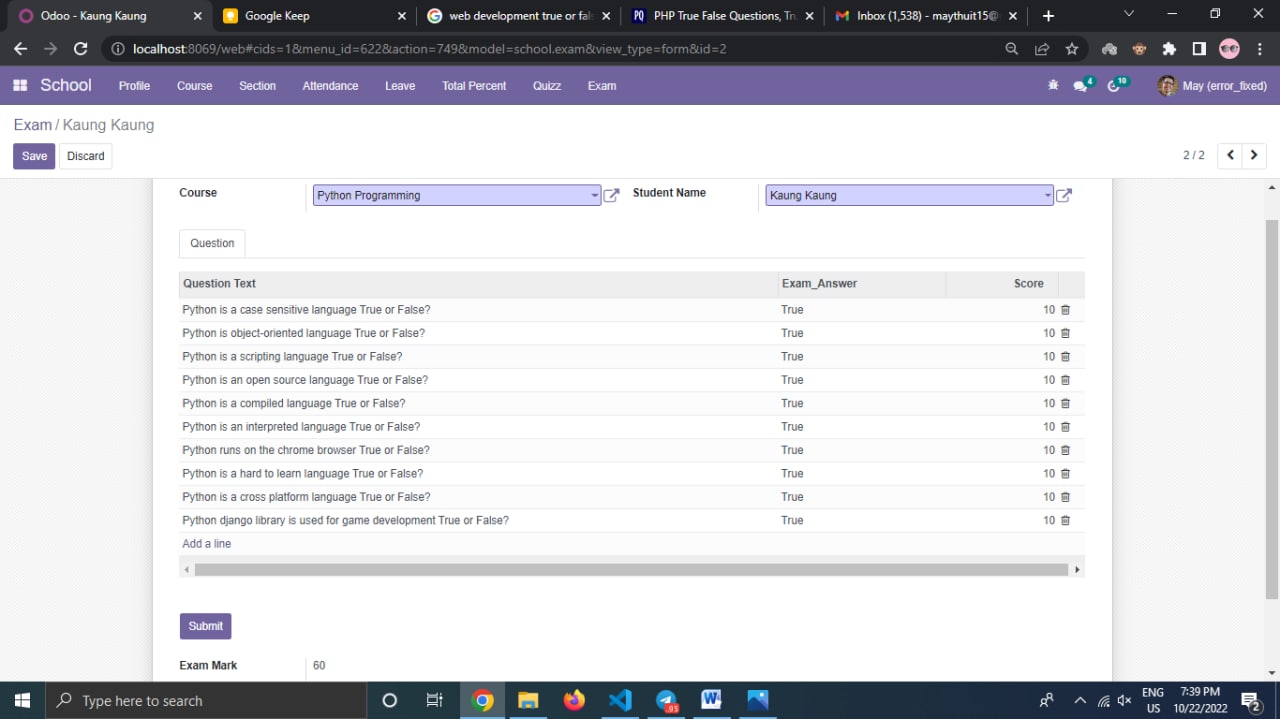 Odoo - Kaung Kaung
Google Keep
web development true or fal
PHP True False Questions, Tru
Inbox (1,538) - maythuit15@
localhost:8069/web#cids=1&menu_id=622&action=749&model=school.exam&view_type=form&id=2
School Profile Course Section Attendance Leave Total Percent Quizz Exam 4 19 May (error_fixed)
Exam / Kaung Kaung
Save Discard 2 / 2
Course Python Programming Student Name Kaung Kaung
Question
Question Text Exam_Answer Score
Python is a case sensitive language True or False? True 10
Python is object-oriented language True or False? True 10
Python is a scripting language True or False? True 10
Python is an open source language True or False? True 10
Python is a compiled language True or False? True 10
Python is an interpreted language True or False? True 10
Python runs on the chrome browser True or False? True 10
Python is a hard to learn language True or False? True 10
Python is a cross platform language True or False? True 10
Python django library is used for game development True or False? True 10
Add a line
Submit
Exam Mark 60
Type here to search
ENG
US
7:39 PM
10/22/2022
2